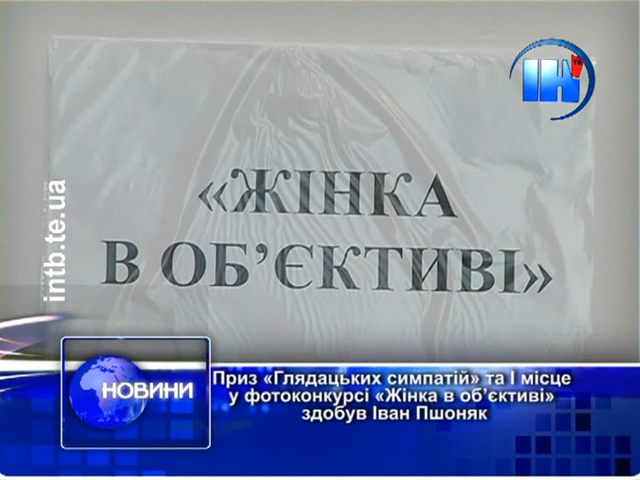 ІНТБ
intb.te.ua
«ЖІНКА
В ОБ’ЄКТИВІ»
НОВИНИ
Приз «Глядацьких симпатій» та І місце
у фотоконкурсі «Жінка в об’єктиві»
здобув Іван Пшоняк